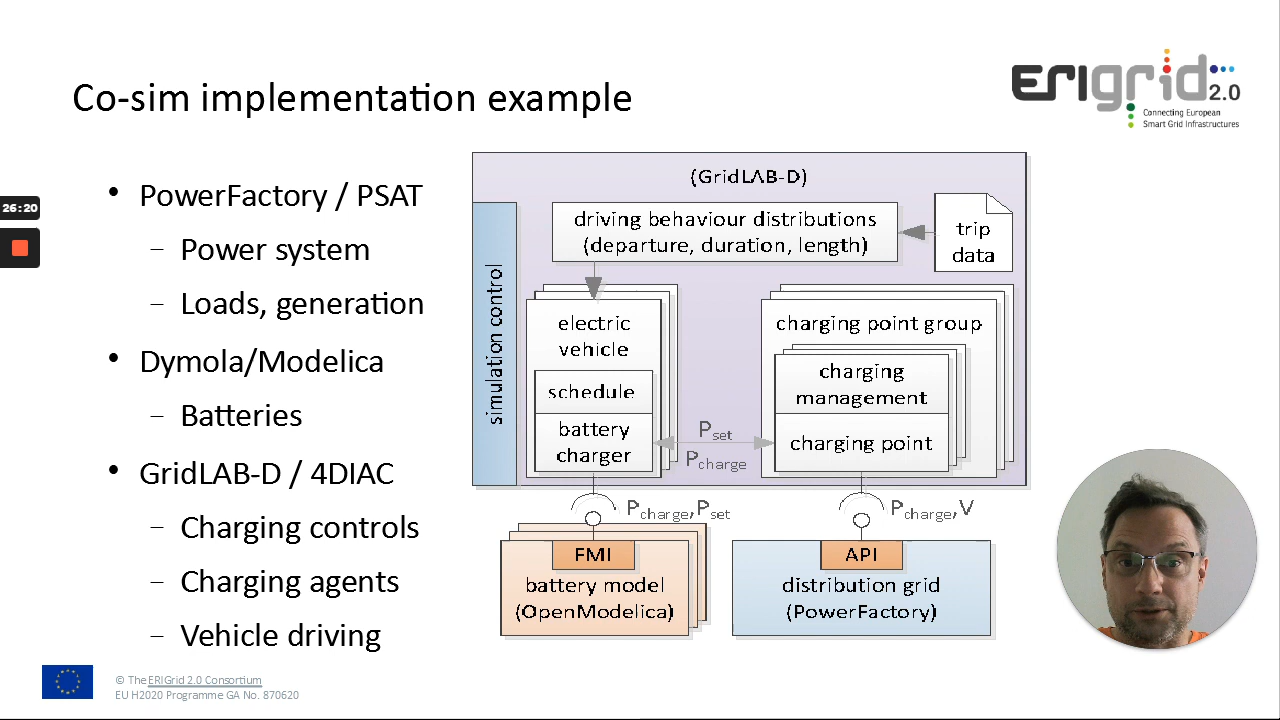 Co-sim implementation example
ERIgrid 2.0
Connecting European
Smart Grid Infrastructures
26:20
• PowerFactory / PSAT
– Power system
– Loads, generation
• Dymola/Modelica
– Batteries
• GridLAB-D / 4DIAC
– Charging controls
– Charging agents
– Vehicle driving
(GridLAB-D)
simulation control
driving behaviour distributions
(departure, duration, length)
trip
data
electric
vehicle
schedule
battery
charger
Pset
Pcharge
charging point group
charging
management
charging point
Pcharge,Pset
Pcharge,V
FMI
battery model
(OpenModelica)
API
distribution grid
(PowerFactory)
© The ERIGrid 2.0 Consortium
EU H2020 Programme GA No. 870620